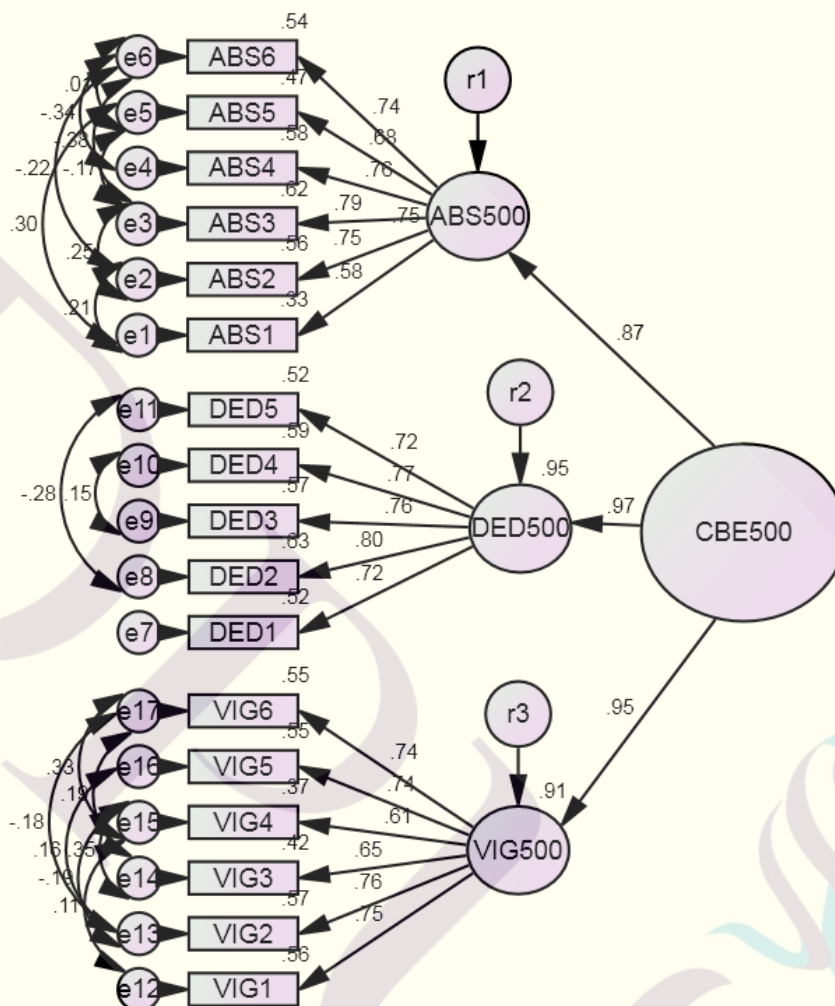 .54
e6 ABS6 r1
.47
.74
-.34
e5 ABS5 .68
.58
-.38
e4 ABS4 .76
-.22 -.17 .62
.79 .75 ABS500
e3 ABS3
.30 .56 .75
.25
e2 ABS2 .58
.33
.21
e1 ABS1 .87
.52
e11 DED5 r2
.59 .72
e10 DED4 .95
-.28 .15 .57 .77
.76 .97
e9 DED3 DED500 CBE500
.63 .80
e8 DED2 .72
.52
e7 DED1
.55
e17 VIG6 r3 .95
.55
.33 .74
e16 VIG5 .91
.19 .37 .74
-.18 .61
e15 VIG4
.42
.16 .35 .65 VIG500
e14 VIG3
-.19 .57 .76
.11
e13 VIG2 .75
.56
e12 VIG1